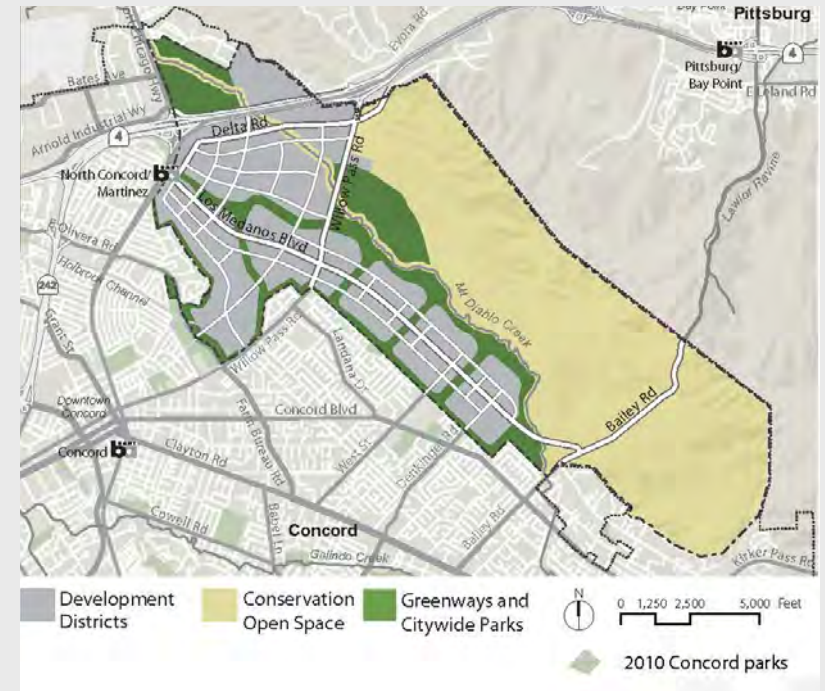 Pittsburg
Evora Rd
4
Pittsburg/
Bay Point
E Leland Rd
Bates Ave
Arnold Industrial Wy
4
Delta Rd
Willow Pass Rd
North Concord/
Martinez
Los Medanos Blvd
Lawlor Ravine
Olivera Rd
Holbrook Channel
242
Grant St
Mt Diablo Creek
Willow Pass Rd
Landana Dr
Bailey Rd
Downtown
Concord
Concord Blvd
Farm Bureau Rd
West St
Denkinger Rd
Concord
Clayton Rd
Bailey Rd
Cowell Rd
Babel Ln
Concord
Galindo Creek
Kirker Pass Rd
Development
Districts
Conservation
Open Space
Greenways and
Citywide Parks
N
0 1,250 2,500 5,000 Feet
2010 Concord parks